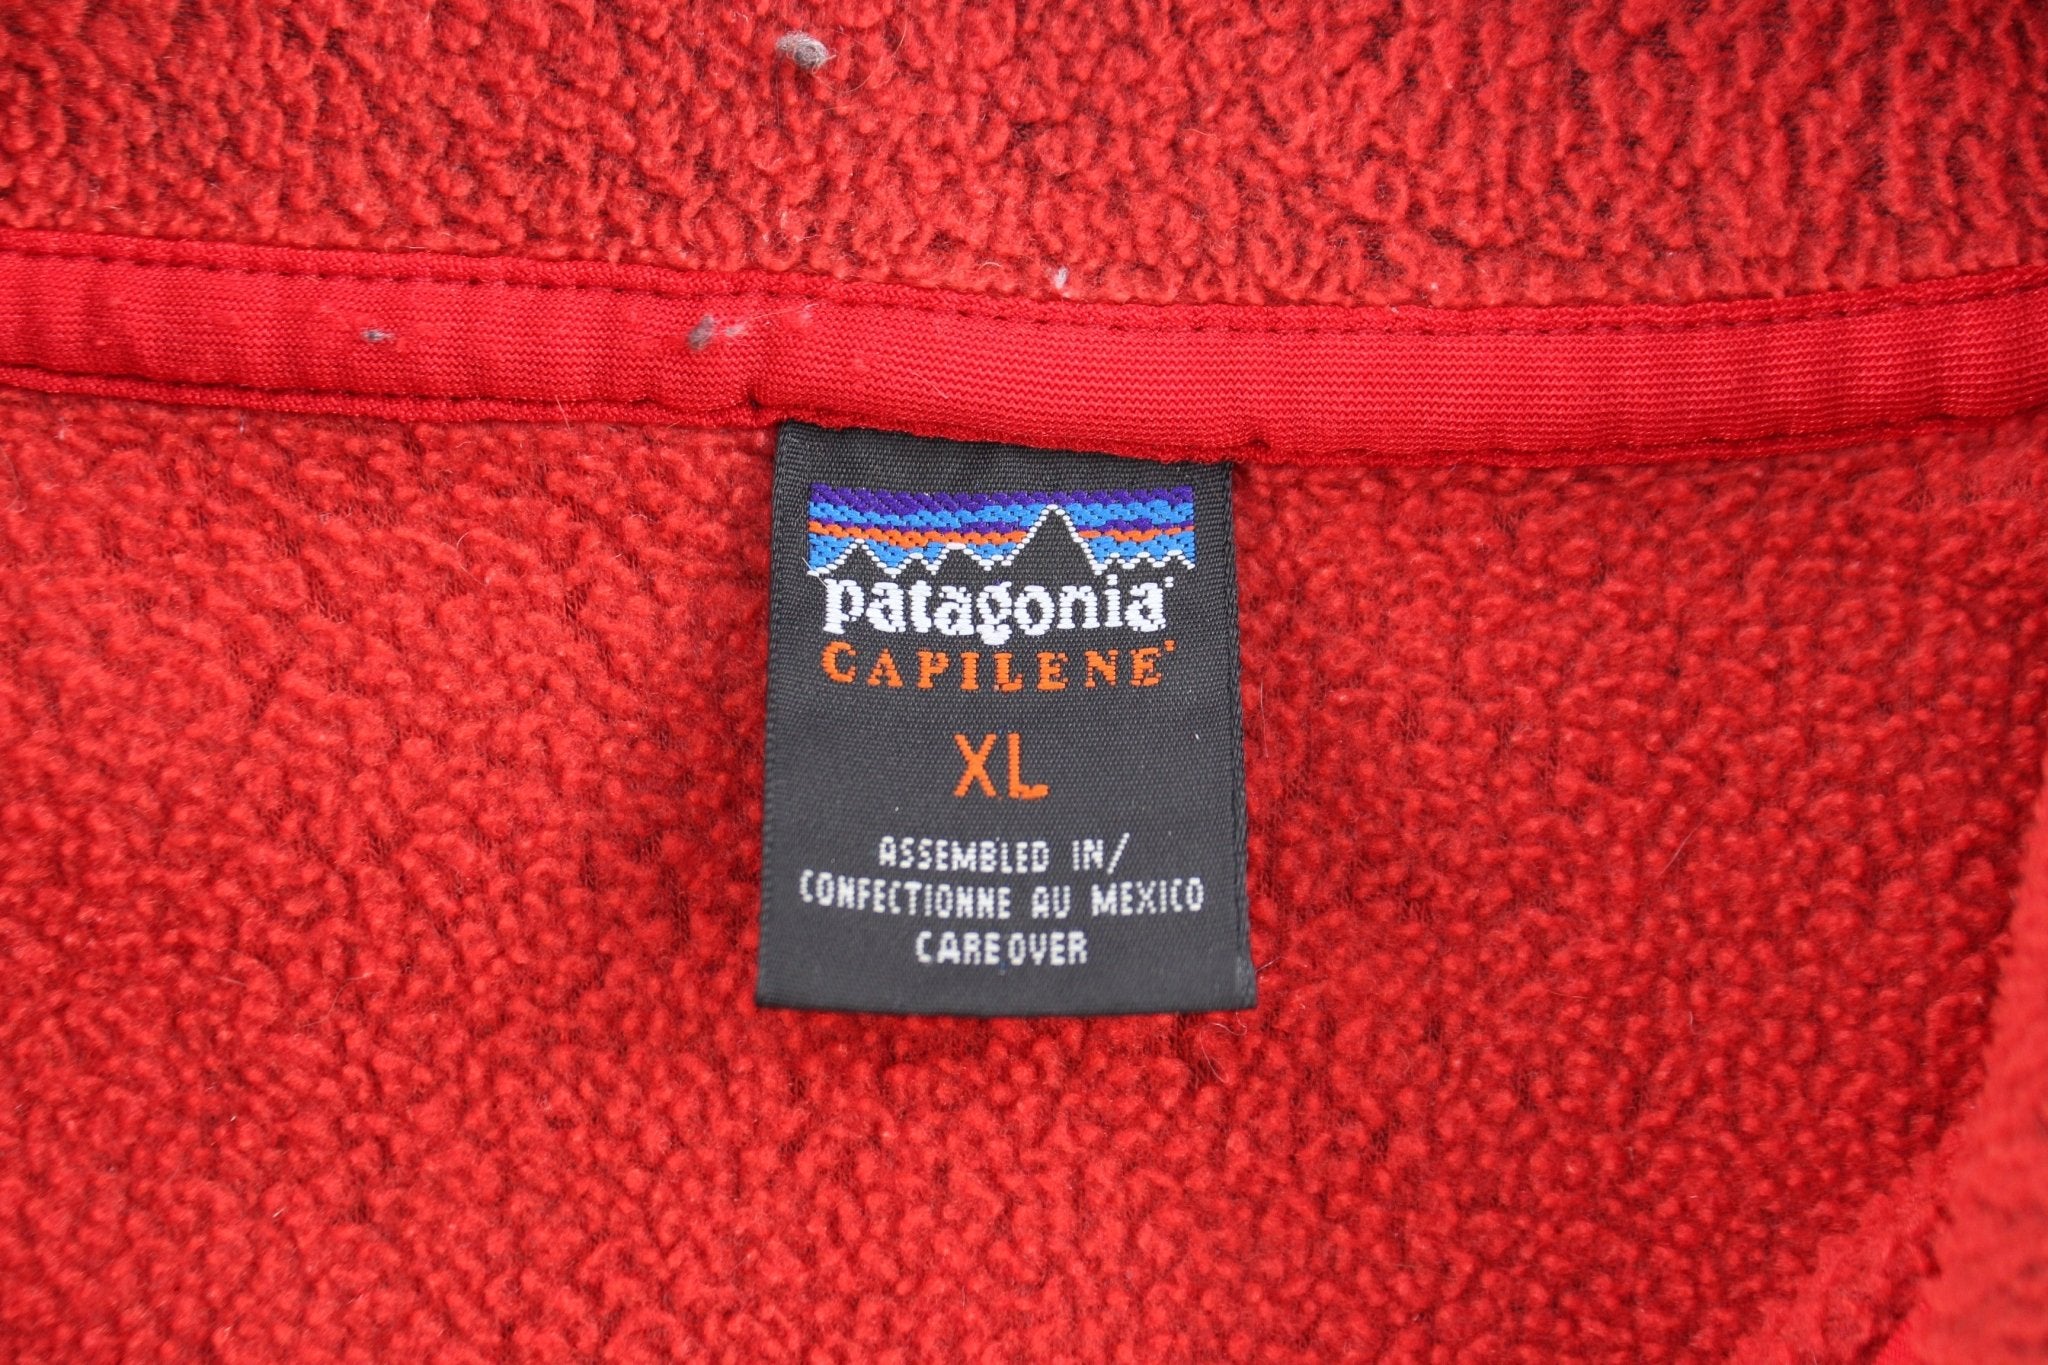 patagonia
CAPILENE
XL
ASSEMBLED IN/
CONFECTIONNE AU MEXICO
CARE OVER